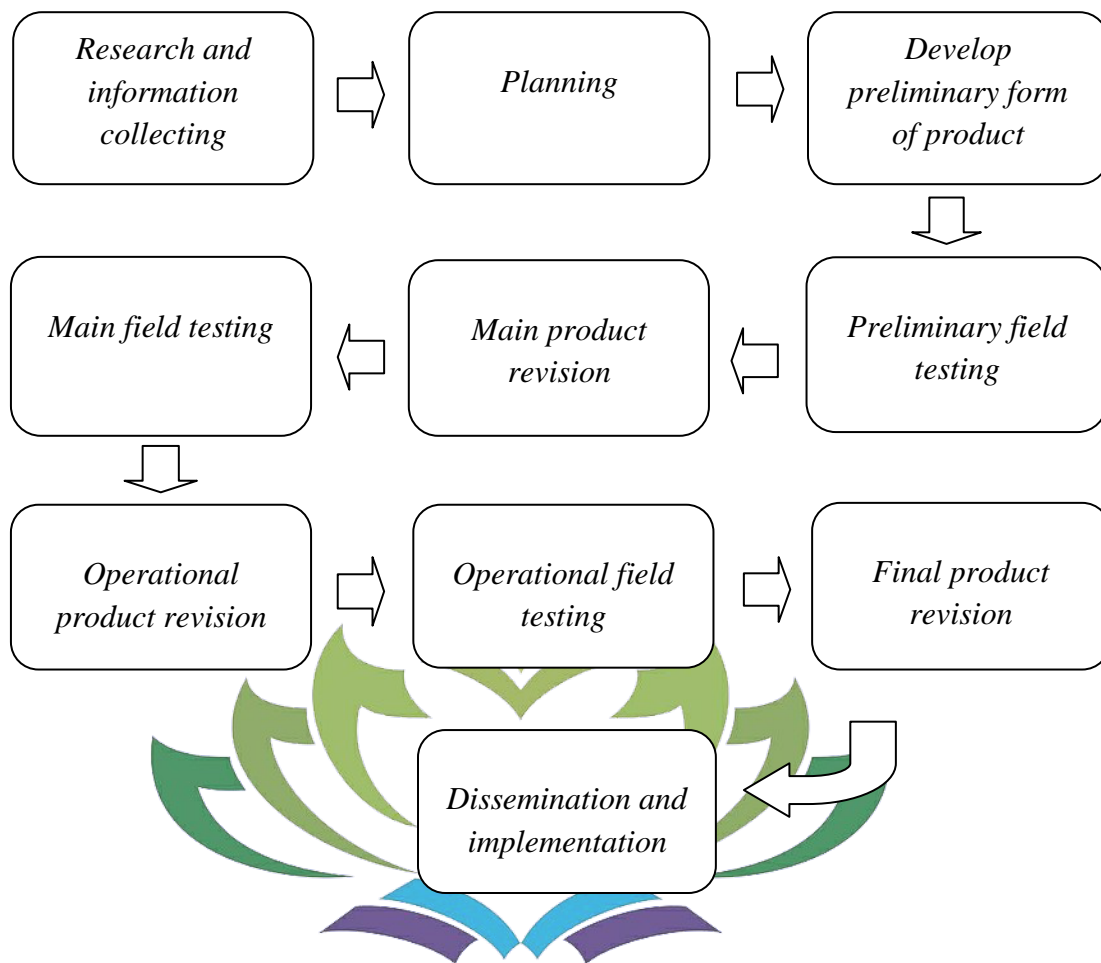 Research and
information
collecting
Planning
Develop
preliminary form
of product
Preliminary field
testing
Main product
revision
Main field testing
Operational
product revision
Operational field
testing
Final product
revision
Dissemination and
implementation